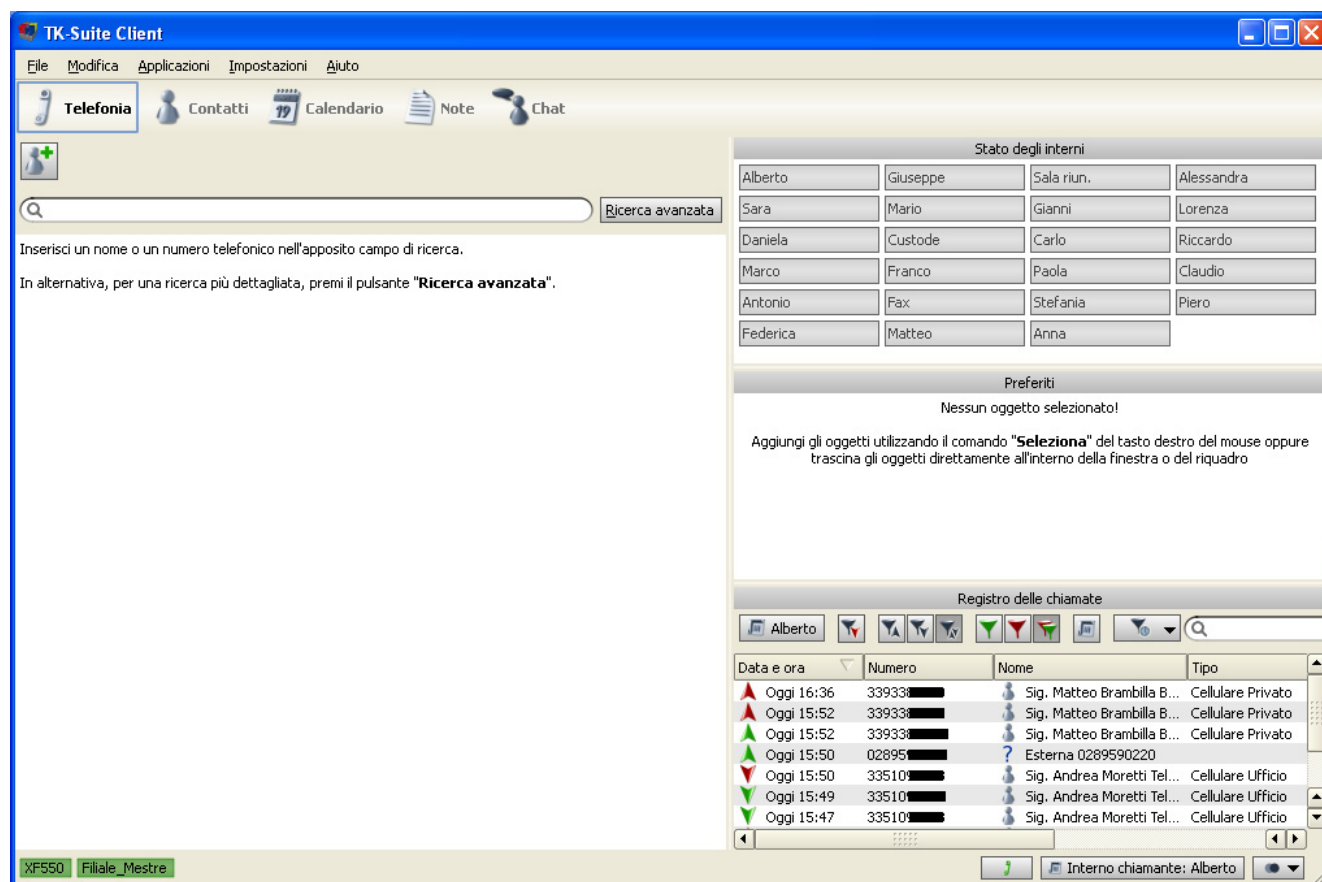 TK-Suite Client
File Modifica Applicazioni Impostazioni Aiuto
Telefonia 19 Contatti Calendario Note Chat
Ricerca avanzata
Inserisci un nome o un numero telefonico nell'apposito campo di ricerca.
In alternativa, per una ricerca più dettagliata, premi il pulsante "Ricerca avanzata".
Stato degli interni
Alberto Giuseppe Sala riun. Alessandra
Sara Mario Gianni Lorenza
Daniela Custode Carlo Riccardo
Marco Franco Paola Claudio
Antonio Fax Stefania Piero
Federica Matteo Anna
Preferiti
Nessun oggetto selezionato!
Aggiungi gli oggetti utilizzando il comando "Seleziona" del tasto destro del mouse oppure
trascina gli oggetti direttamente all'interno della finestra o del riquadro
Registro delle chiamate
Alberto
Data e ora Numero Nome Tipo
Oggi 16:36 339338 Sig. Matteo Brambilla B... Cellulare Privato
Oggi 15:52 339338 Sig. Matteo Brambilla B... Cellulare Privato
Oggi 15:52 339338 Sig. Matteo Brambilla B... Cellulare Privato
Oggi 15:50 02895 ? Esterna 0289590220
Oggi 15:50 33510 Sig. Andrea Moretti Tel... Cellulare Ufficio
Oggi 15:49 33510 Sig. Andrea Moretti Tel... Cellulare Ufficio
Oggi 15:47 33510 Sig. Andrea Moretti Tel... Cellulare Ufficio
XF550 Filiale_Mestre Interno chiamante: Alberto